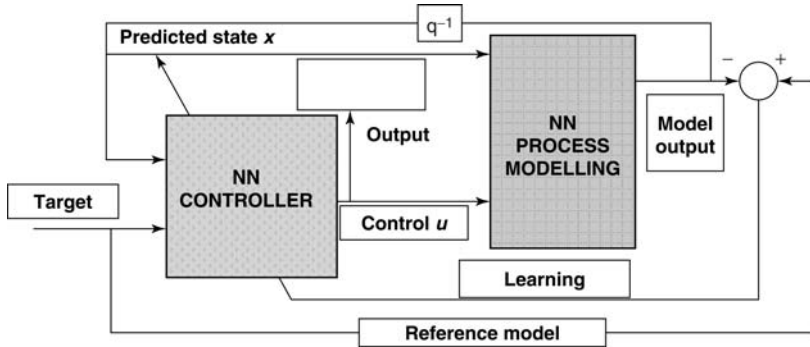 q⁻¹
Predicted state x
−
+
Output
NN
PROCESS
MODELLING
Model
output
NN
CONTROLLER
Target
Control u
Learning
Reference model